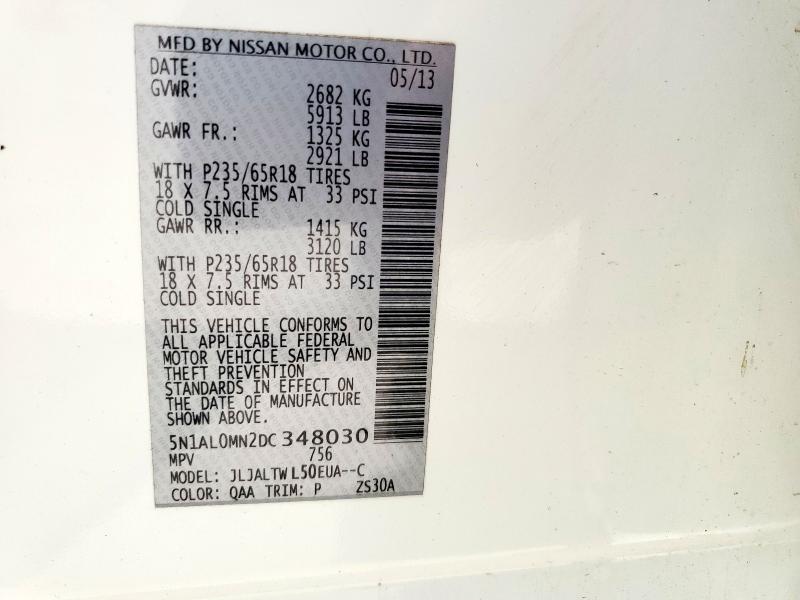 MFD BY NISSAN MOTOR CO., LTD.
DATE: 05/13
GVWR: 2682 KG
5913 LB
GAWR FR.: 1325 KG
2921 LB
WITH P235/65R18 TIRES
18 X 7.5 RIMS AT 33 PSI
COLD SINGLE
GAWR RR.: 1415 KG
3120 LB
WITH P235/65R18 TIRES
18 X 7.5 RIMS AT 33 PSI
COLD SINGLE
THIS VEHICLE CONFORMS TO
ALL APPLICABLE FEDERAL
MOTOR VEHICLE SAFETY AND
THEFT PREVENTION
STANDARDS IN EFFECT ON
THE DATE OF MANUFACTURE
SHOWN ABOVE.
5N1AL0MN2DC348030
MPV 756
MODEL: JLJALTWL50EUA--C
COLOR: QAA TRIM: P ZS30A